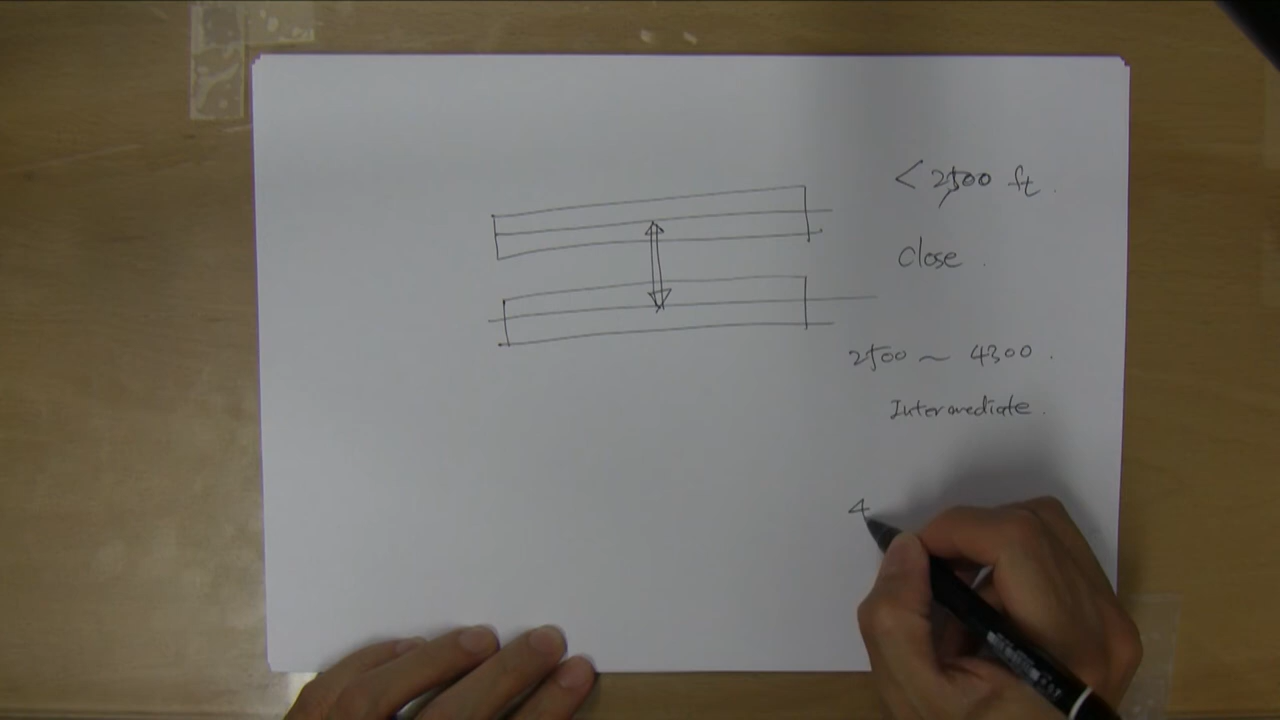 < 2500 ft.
Close.
2500 ~ 4300.
Intermediate.
4